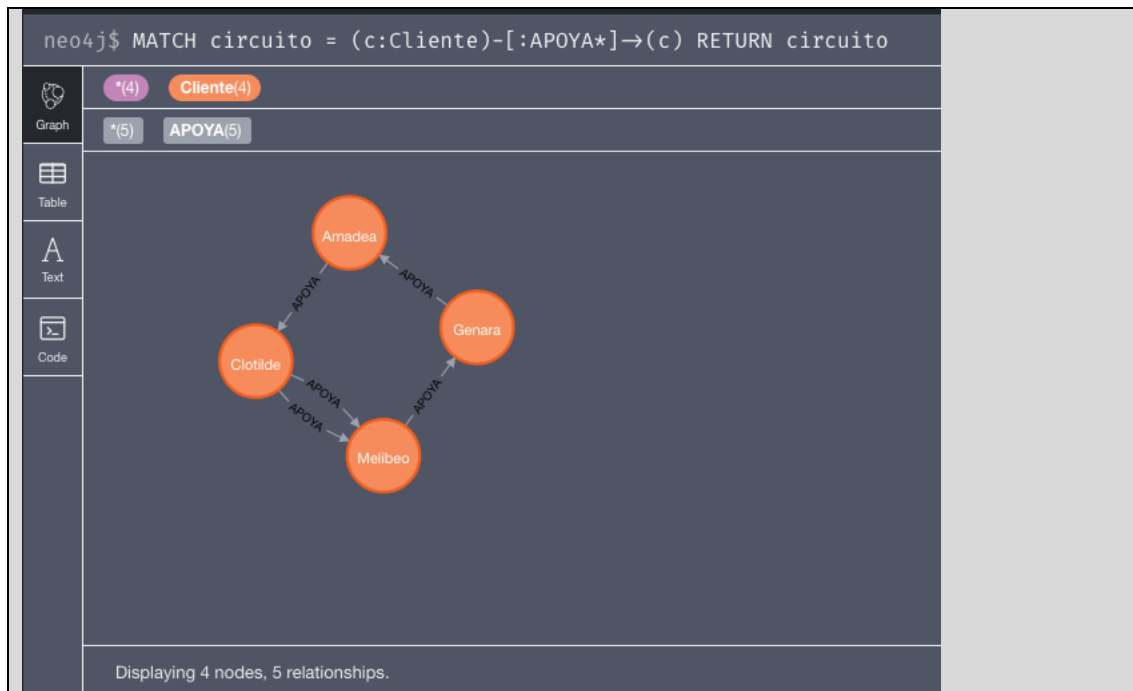 neo4j$ MATCH circuito = (c:Cliente)-[:APOYA*]→(c) RETURN circuito
Graph
*(4) Cliente(4)
*(5) APOYA(5)
Table
Text
Code
Amadea
APOYA
APOYA
Genara
Clotilde
APOYA
APOYA
APOYA
Melibeo
Displaying 4 nodes, 5 relationships.